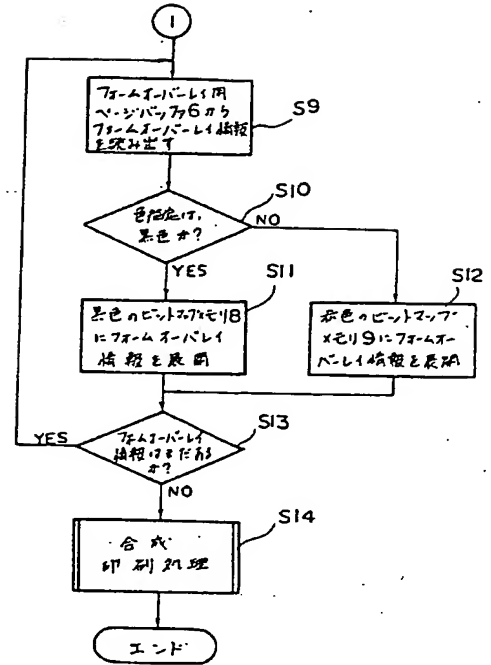 1
フォームオーバーレイ用
ページバッファ6から
フォームオーバーレイ情報
を読み出す
S9
色指定は、
黒色か?
S10
NO
YES
S11
黒色のビットマップメモリ8
にフォームオーバーレイ
情報を展開
S12
赤色のビットマップ
メモリ9にフォームオー
バーレイ情報を展開
YES
フォームオーバーレイ
情報はまだある
か?
S13
NO
S14
合成
印刷処理
エンド